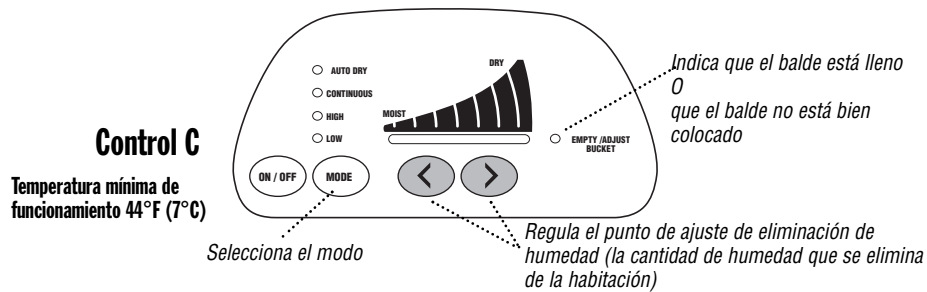 Control C
Temperatura mínima de
funcionamiento 44°F (7°C)
AUTO DRY
CONTINUOUS
HIGH
LOW
MOIST
DRY
EMPTY /ADJUST
BUCKET
ON / OFF
MODE
Indica que el balde está lleno
O
que el balde no está bien
colocado
Selecciona el modo
Regula el punto de ajuste de eliminación de
humedad (la cantidad de humedad que se elimina
de la habitación)